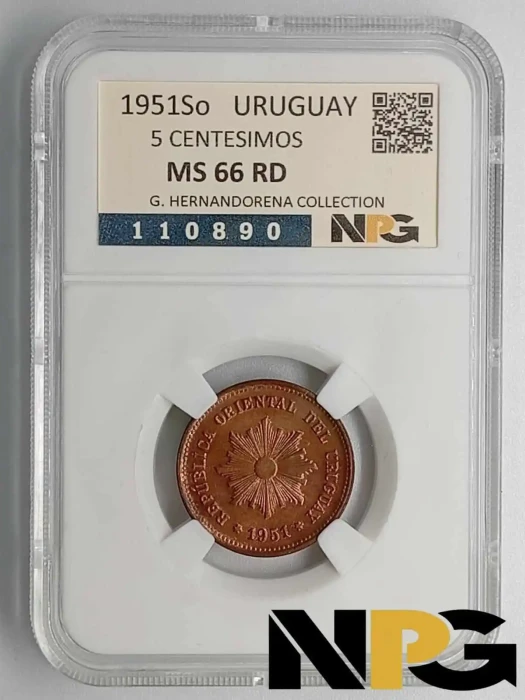 1951So URUGUAY
5 CENTESIMOS
MS 66 RD
G. HERNANDORENA COLLECTION
110890 NPG
REPUBLICA ORIENTAL DEL URUGUAY
* 1951 *
NPG